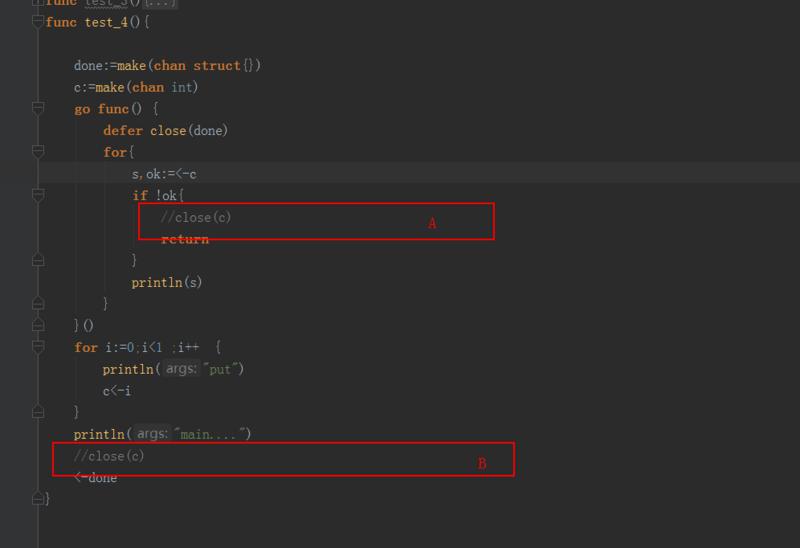 func test_3(){...}
func test_4(){
done:=make(chan struct{})
c:=make(chan int)
go func() {
defer close(done)
for{
s,ok:=<-c
if !ok{
//close(c) A
return
}
println(s)
}
}()
for i:=0;i<1 ;i++ {
println( args: "put")
c<-i
}
println( args: "main....")
//close(c) B
<-done
}